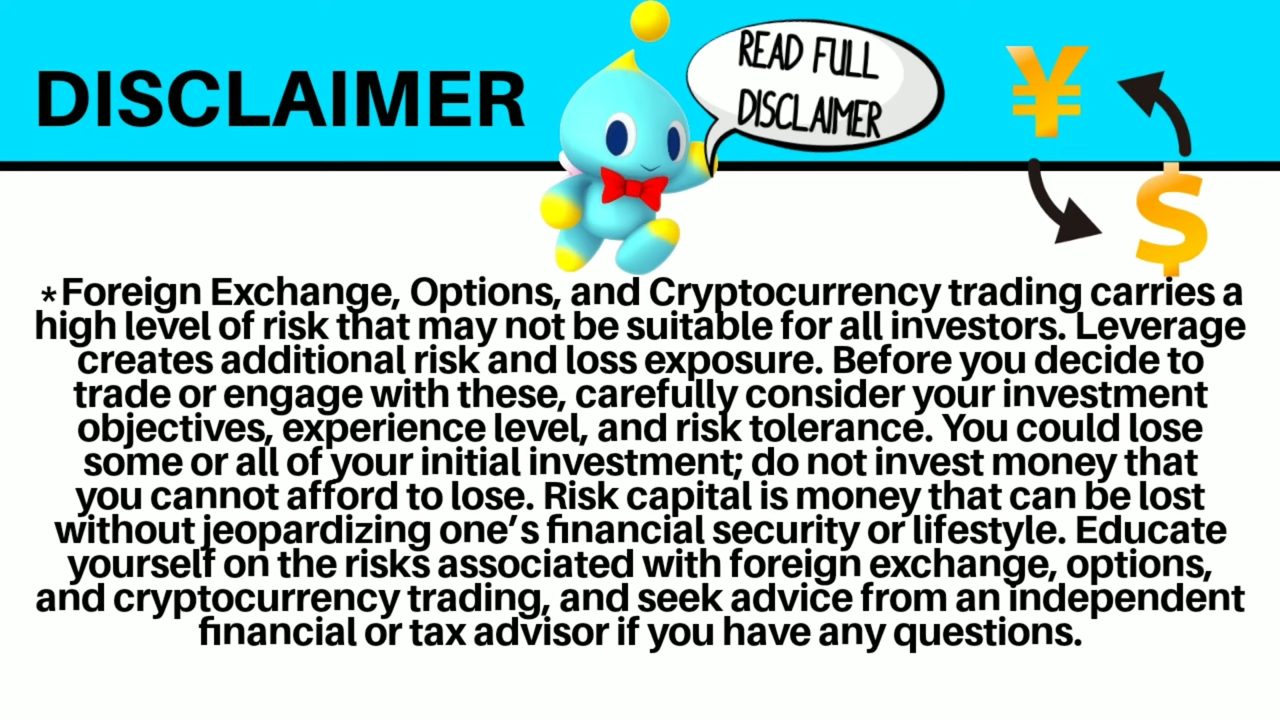 DISCLAIMER
READ FULL
DISCLAIMER
¥
$
*Foreign Exchange, Options, and Cryptocurrency trading carries a
high level of risk that may not be suitable for all investors. Leverage
creates additional risk and loss exposure. Before you decide to
trade or engage with these, carefully consider your investment
objectives, experience level, and risk tolerance. You could lose
some or all of your initial investment; do not invest money that
you cannot afford to lose. Risk capital is money that can be lost
without jeopardizing one’s financial security or lifestyle. Educate
yourself on the risks associated with foreign exchange, options,
and cryptocurrency trading, and seek advice from an independent
financial or tax advisor if you have any questions.